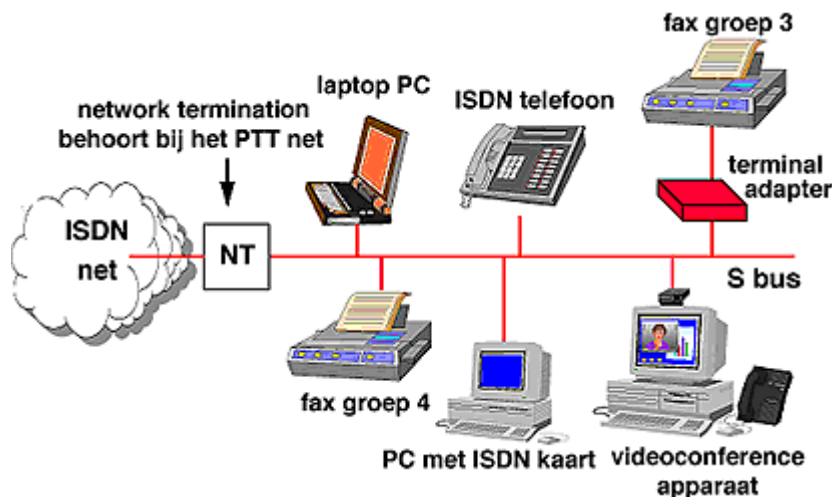 fax groep 3
laptop PC
ISDN telefoon
network termination
behoort bij het PTT net
terminal
adapter
ISDN
net
NT
S bus
fax groep 4
PC met ISDN kaart
videoconference
apparaat